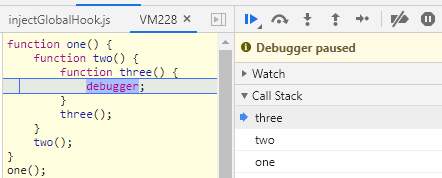 injectGlobalHook.js VM228 ×
function one() {
    function two() {
        function three() {
            debugger;
        }
        three();
    }
    two();
}
one();
Debugger paused
Watch
Call Stack
three
two
one